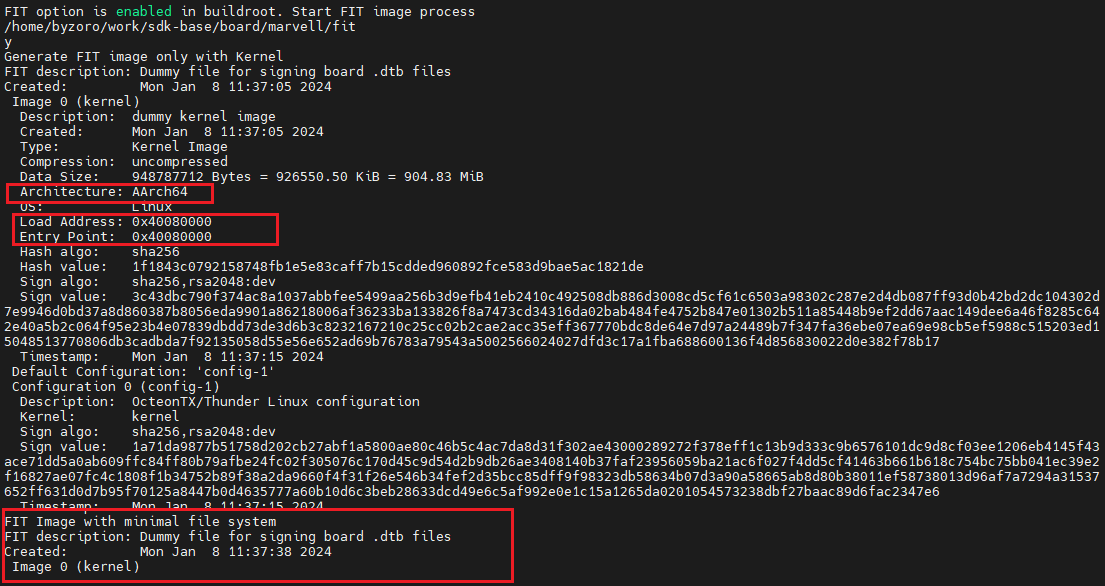 FIT option is enabled in buildroot. Start FIT image process
/home/byzoro/work/sdk-base/board/marvell/fit
y
Generate FIT image only with Kernel
FIT description: Dummy file for signing board .dtb files
Created:         Mon Jan  8 11:37:05 2024
 Image 0 (kernel)
  Description:  dummy kernel image
  Created:      Mon Jan  8 11:37:05 2024
  Type:         Kernel Image
  Compression:  uncompressed
  Data Size:    948787712 Bytes = 926550.50 KiB = 904.83 MiB
  Architecture: AArch64
  OS:           Linux
  Load Address: 0x40080000
  Entry Point:  0x40080000
  Hash algo:    sha256
  Hash value:   1f1843c0792158748fb1e5e83caff7b15cdded960892fce583d9bae5ac1821de
  Sign algo:    sha256,rsa2048:dev
  Sign value:   3c43dbc790f374ac8a1037abbfee5499aa256b3d9efb41eb2410c492508db886d3008cd5cf61c6503a98302c287e2d4db087ff93d0b42bd2dc104302d
7e9946d0bd37a8d860387b8056eda9901a86218006af36233ba133826f8a7473cd34316da02bab484fe4752b847e01302b511a85448b9ef2dd67aac149dee6a46f8285c64
2e40a5b2c064f95e23b4e07839dbdd73de3d6b3c8232167210c25cc02b2cae2acc35eff367770bdc8de64e7d97a24489b7f347fa36ebe07ea69e98cb5ef5988c515203ed1
5048513770806db3cadbda7f92135058d55e56e652ad69b76783a79543a5002566024027dfd3c17a1fba688600136f4d856830022d0e382f78b17
  Timestamp:    Mon Jan  8 11:37:15 2024
 Default Configuration: 'config-1'
 Configuration 0 (config-1)
  Description:  OcteonTX/Thunder Linux configuration
  Kernel:       kernel
  Sign algo:    sha256,rsa2048:dev
  Sign value:   1a71da9877b51758d202cb27abf1a5800ae80c46b5c4ac7da8d31f302ae43000289272f378eff1c13b9d333c9b6576101dc9d8cf03ee1206eb4145f43
ace71dd5a0ab609ffc84ff80b79afbe24fc02f305076c170d45c9d54d2b9db26ae3408140b37faf23956059ba21ac6f027f4dd5cf41463b661b618c754bc75bb041ec39e2
f16827ae07fc4c1808f1b34752b89f38a2da9660f4f31f26e546b34fef2d35bcc85dff9f98323db58634b07d3a90a58665ab8d80b38011ef58738013d96af7a7294a31537
652ff631d0d7b95f70125a8447b0d4635777a60b10d6c3beb28633dcd49e6c5af992e0e1c15a1265da0201054573238dbf27baac89d6fac2347e6
  Timestamp:    Mon Jan  8 11:37:15 2024
FIT Image with minimal file system
FIT description: Dummy file for signing board .dtb files
Created:         Mon Jan  8 11:37:38 2024
 Image 0 (kernel)